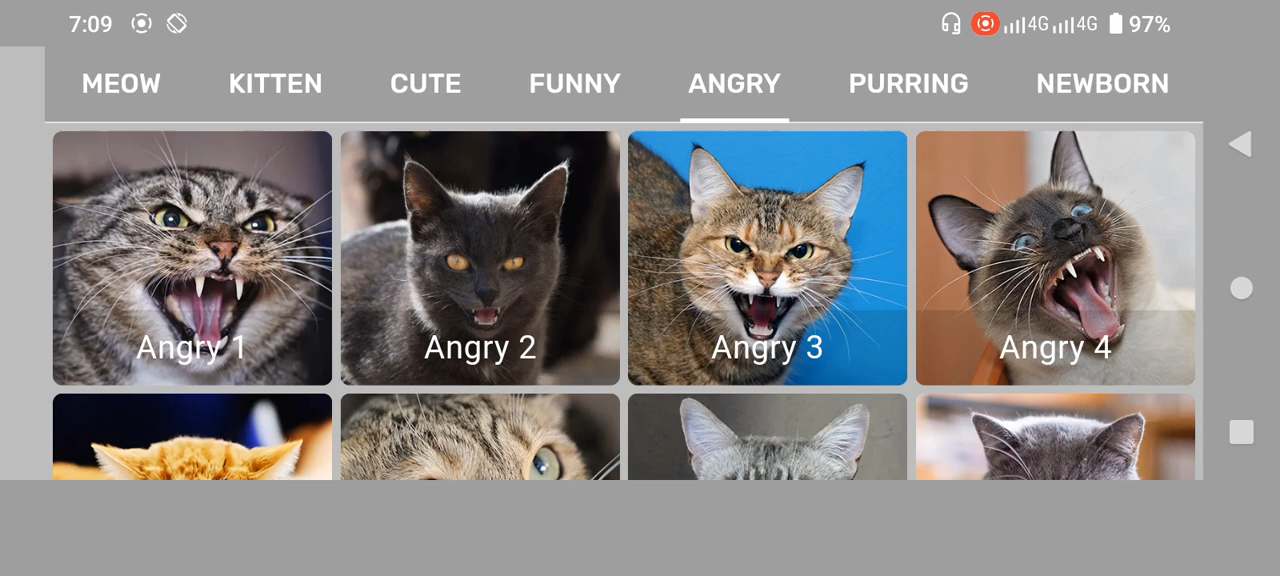 7:09 4G 4G 97%
MEOW KITTEN CUTE FUNNY ANGRY PURRING NEWBORN
Angry 1 Angry 2 Angry 3 Angry 4